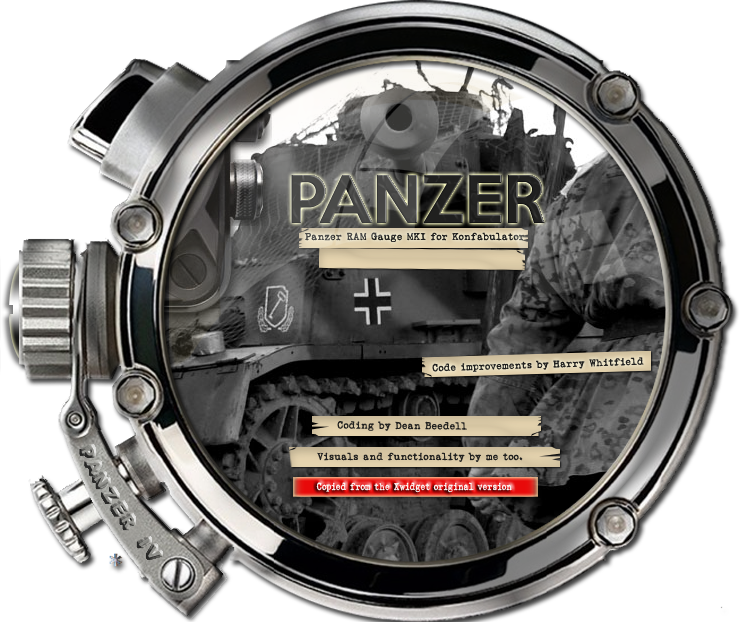 PANZER
Panzer RAM Gauge MKI for Konfabulator
Code improvements by Harry Whitfield
Coding by Dean Beedell
Visuals and functionality by me too.
Copied from the Xwidget original version
PANZER IV